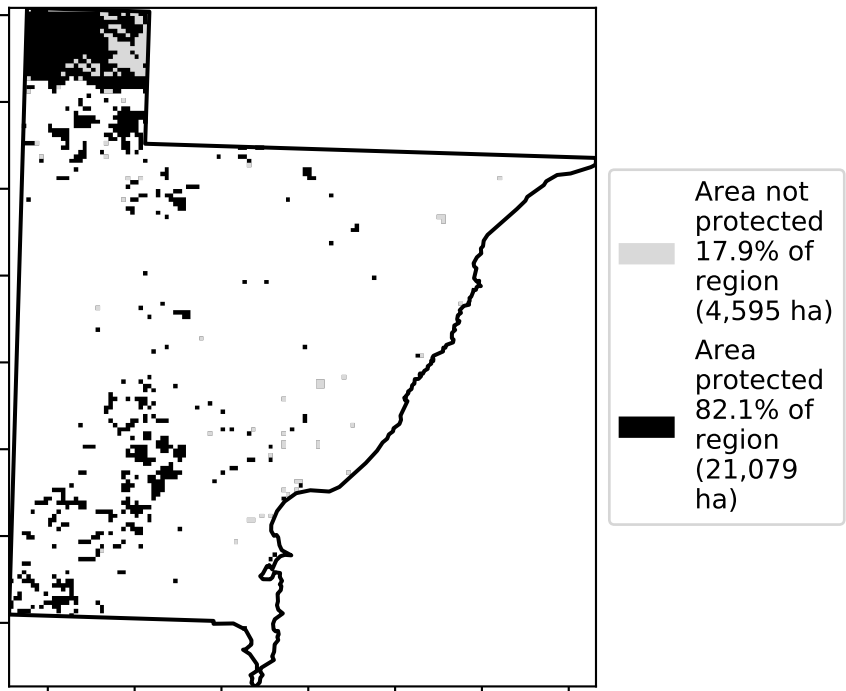 Area not
protected
17.9% of
region
(4,595 ha)
Area
protected
82.1% of
region
(21,079
ha)